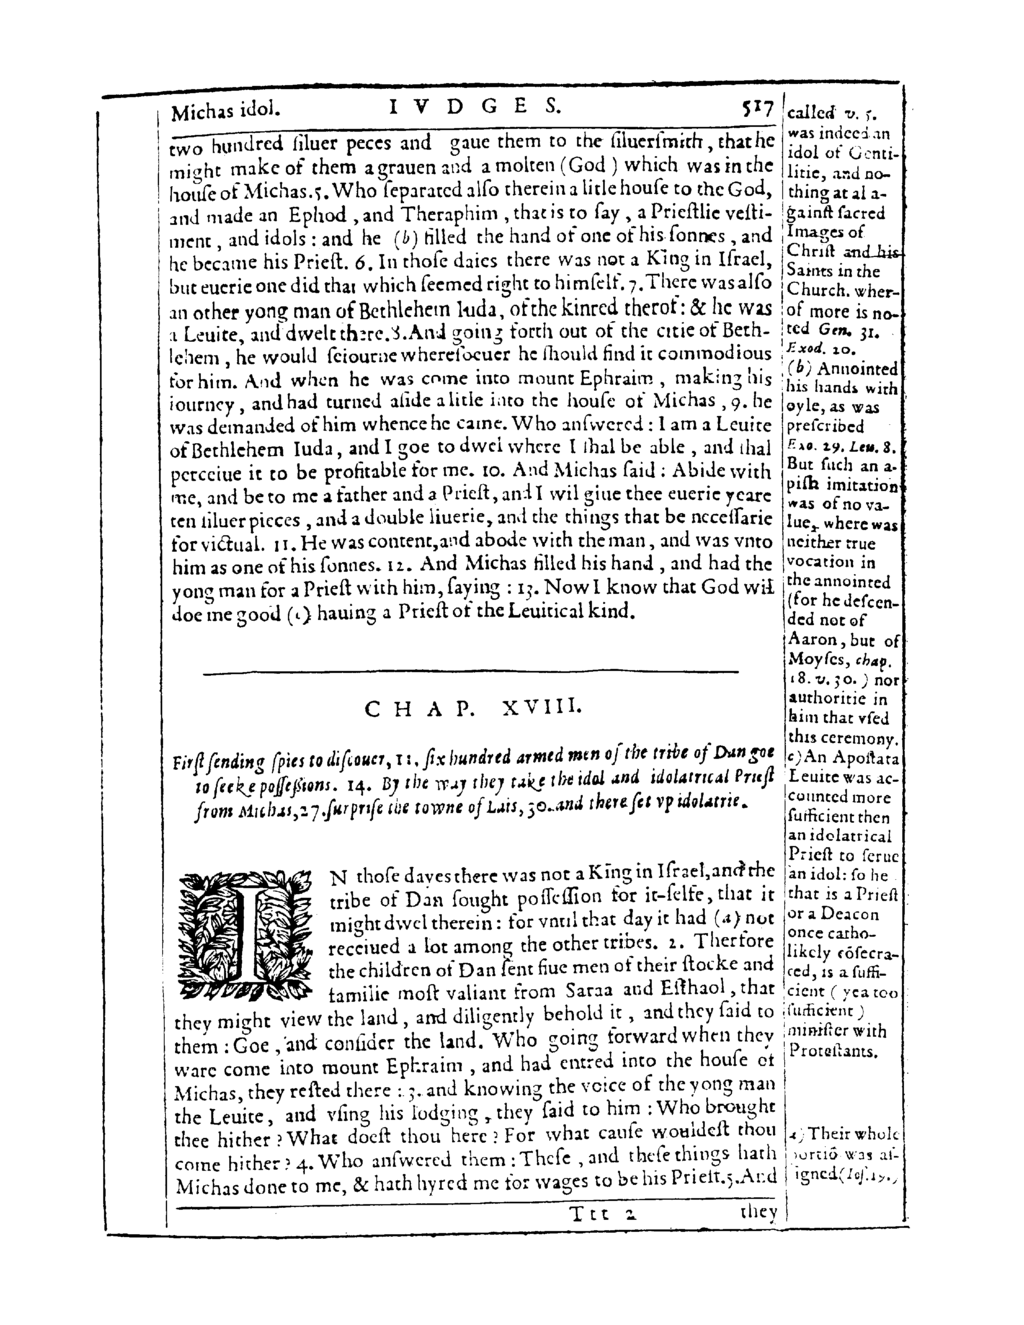 Michas idol. I V D G E S. 517
two hundred ſiluer peces and gaue them to the ſiluerſmith, that he
might make of them a grauen and a molten (God) which was in the
houſe of Michas. 5. Who ſeparated alſo therein a litle houſe to the God,
and made an Ephod, and Theraphim, that is to ſay, a Prieſtlie veſti-
ment, and idols: and he (b) filled the hand of one of his ſonnes, and
he became his Prieſt. 6. In thoſe daies there was not a King in Iſrael,
but euerie one did that which ſeemed right to himſelf. 7. There was alſo
an other yong man of Bethlehem Iuda, of the kinred therof: & he was
a Leuite, and dwelt there. 8. And going forth out of the citie of Beth-
lehem, he would ſeiourne whereſoeuer he ſhould find it commodious
for him. And when he was come into mount Ephraim, making his
iourney, and had turned aſide a litle into the houſe of Michas, 9. he
was demanded of him whence he came. Who anſwered: I am a Leuite
of Bethlehem Iuda, and I goe to dwel where I ſhal be able, and ſhal
perceiue it to be profitable for me. 10. And Michas ſaid: Abide with
me, and be to me a father and a Prieſt, and I wil giue thee euerie yeare
ten ſiluer pieces, and a double liuerie, and the things that be neceſſarie
for victual. 11. He was content, and abode with the man, and was vnto
him as one of his ſonnes. 12. And Michas filled his hand, and had the
yong man for a Prieſt with him, ſaying: 13. Now I know that God wil
doe me good (c) hauing a Prieſt of the Leuitical kind.
C H A P. X V I I I.
Firſt ſending ſpies to diſcouer, 11, ſix hundred armed men of the tribe of Dan goe
to ſeeke poſſeſsions. 14. By the way they take the idol and idolatrical Prieſt
from Michas, 27. ſurpriſe the towne of Lais, 30. and there ſet vp idolatrie.
IN thoſe dayes there was not a King in Iſrael, and the
tribe of Dan ſought poſſeſſion for it-ſelfe, that it
might dwel therein: for vntil that day it had (a) not
receiued a lot among the other tribes. 2. Therfore
the children of Dan ſent fiue men of their ſtocke and
familie moſt valiant from Saraa and Eſthaol, that
they might view the land, and diligently behold it, and they ſaid to
them: Goe, and conſider the land. Who going forward when they
ware come into mount Ephraim, and had entred into the houſe of
Michas, they reſted there: 3. and knowing the voice of the yong man
the Leuite, and vſing his lodging, they ſaid to him: Who brought
thee hither? What doeſt thou here? For what cauſe wouldeſt thou
come hither? 4. Who anſwered them: Theſe, and theſe things hath
Michas done to me, & hath hyred me for wages to be his Prieſt. 5. And
Ttt 2 they
called v. 5.
was indeed an
idol of Genti-
litie, and no-
thing at al a-
gainſt ſacred
Images of
Chriſt and his
Saints in the
Church. wher-
of more is no-
ted Gen. 31.
Exod. 20.
(b) Annointed
his hands with
oyle, as was
preſcribed
Exo. 29. Leu. 8.
But ſuch an a-
piſh imitation
was of no va-
lue, where was
neither true
vocation in
the annointed
(for he deſcen-
ded not of
Aaron, but of
Moyſes, chap.
18. v. 30.) nor
authoritie in
him that vſed
this ceremony.
c) An Apoſtata
Leuite was ac-
counted more
ſufficient then
an idolatrical
Prieſt to ſerue
an idol: ſo he
that is a Prieſt
or a Deacon
once catho-
likely cōſecra-
ted, is a ſuffi-
cient (yea too
ſufficient)
miniſter with
Proteſtants.
a) Their whole
portiō was aſ-
igned (Ioſ. 19.)